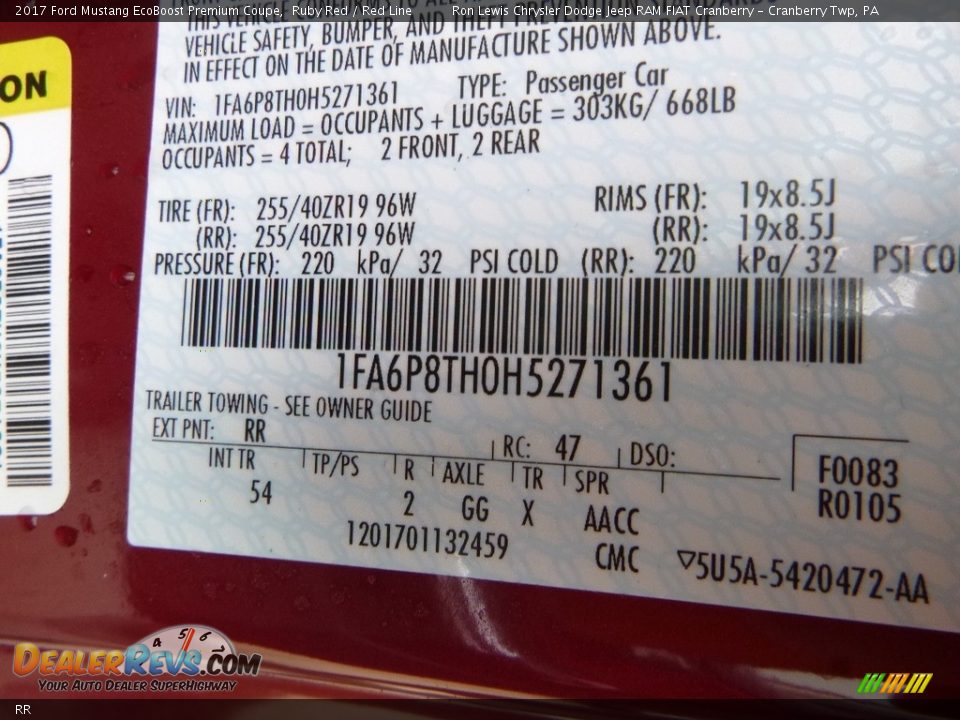 2017 Ford Mustang EcoBoost Premium Coupe, Ruby Red / Red Line Ron Lewis Chrysler Dodge Jeep RAM FIAT Cranberry – Cranberry Twp, PA
VEHICLE SAFETY, BUMPER, AND THEFT PREVENTION
IN EFFECT ON THE DATE OF MANUFACTURE SHOWN ABOVE.
ON
VIN: 1FA6P8TH0H5271361 TYPE: Passenger Car
MAXIMUM LOAD = OCCUPANTS + LUGGAGE = 303KG/ 668LB
OCCUPANTS = 4 TOTAL; 2 FRONT, 2 REAR
TIRE (FR): 255/40ZR19 96W RIMS (FR): 19x8.5J
(RR): 255/40ZR19 96W (RR): 19x8.5J
PRESSURE (FR): 220 kPa/ 32 PSI COLD (RR): 220 kPa/ 32 PSI COL
1FA6P8TH0H5271361
TRAILER TOWING - SEE OWNER GUIDE
EXT PNT: RR RC: 47 DSO:
INT TR TP/PS R AXLE TR SPR F0083
54 2 GG X AACC R0105
1201701132459 CMC 5U5A-5420472-AA
4 5 6
DEALERREVS.COM
YOUR AUTO DEALER SUPERHIGHWAY
RR